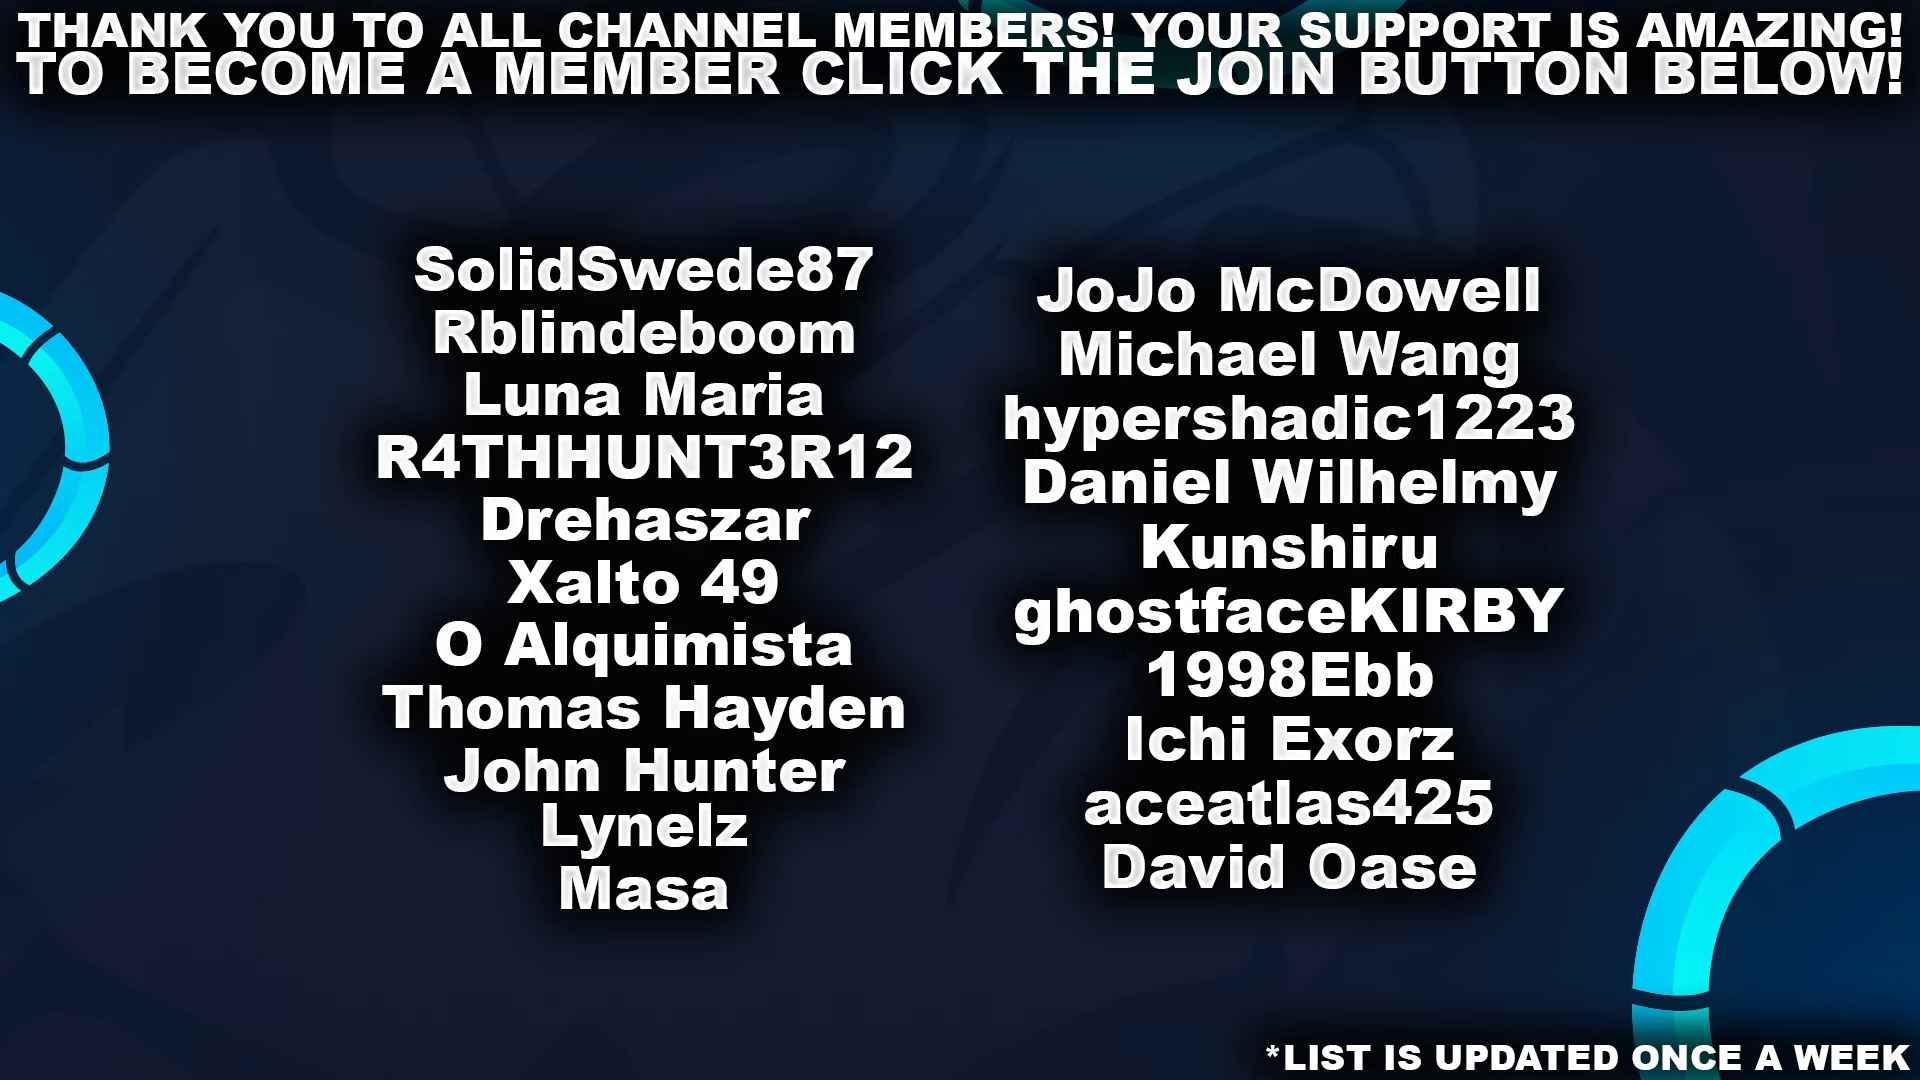 THANK YOU TO ALL CHANNEL MEMBERS! YOUR SUPPORT IS AMAZING!
TO BECOME A MEMBER CLICK THE JOIN BUTTON BELOW!
SolidSwede87
Rblindeboom
Luna Maria
R4THHUNT3R12
Drehaszar
Xalto 49
O Alquimista
Thomas Hayden
John Hunter
Lynelz
Masa
JoJo McDowell
Michael Wang
hypershadic1223
Daniel Wilhelmy
Kunshiru
ghostfaceKIRBY
1998Ebb
Ichi Exorz
aceatlas425
David Oase
*LIST IS UPDATED ONCE A WEEK